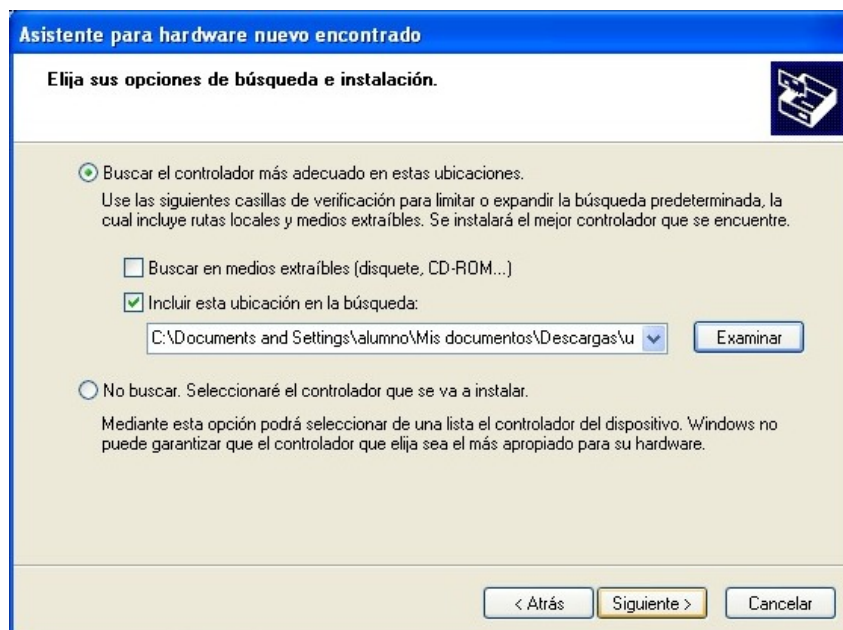 Asistente para hardware nuevo encontrado
Elija sus opciones de búsqueda e instalación.
Buscar el controlador más adecuado en estas ubicaciones.
Use las siguientes casillas de verificación para limitar o expandir la búsqueda predeterminada, la
cual incluye rutas locales y medios extraíbles. Se instalará el mejor controlador que se encuentre.
Buscar en medios extraíbles (disquete, CD-ROM...)
Incluir esta ubicación en la búsqueda:
C:\Documents and Settings\alumno\Mis documentos\Descargas\u
Examinar
No buscar. Seleccionaré el controlador que se va a instalar.
Mediante esta opción podrá seleccionar de una lista el controlador del dispositivo. Windows no
puede garantizar que el controlador que elija sea el más apropiado para su hardware.
< Atrás
Siguiente >
Cancelar